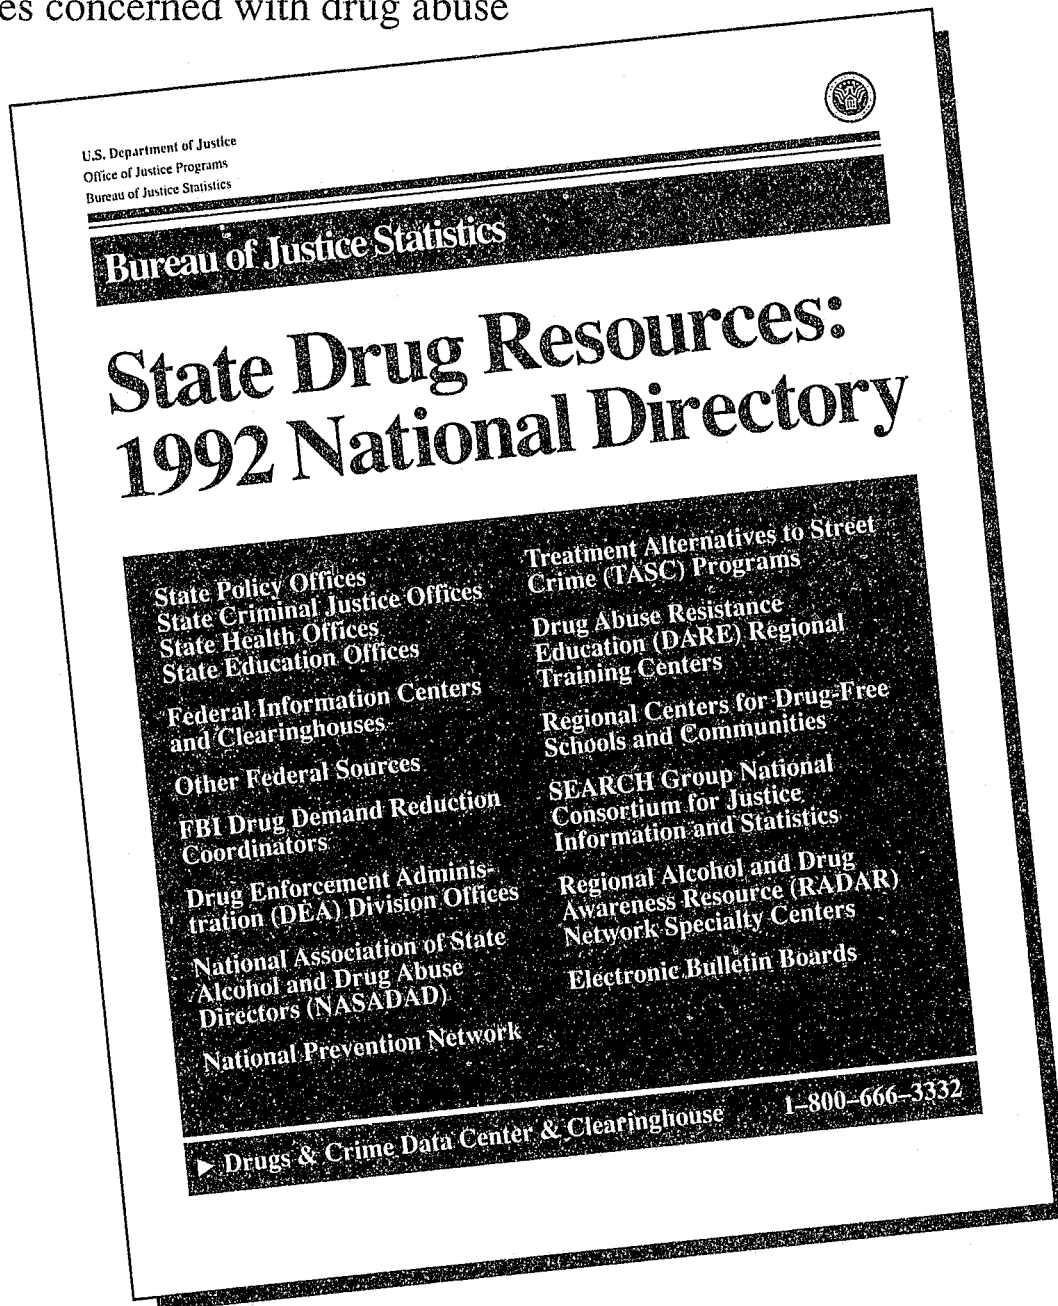 es concerned with drug abuse
U.S. Department of Justice
Office of Justice Programs
Bureau of Justice Statistics
Bureau of Justice Statistics
State Drug Resources:
1992 National Directory
State Policy Offices
State Criminal Justice Offices
State Health Offices
State Education Offices
Federal Information Centers
and Clearinghouses
Other Federal Sources
FBI Drug Demand Reduction
Coordinators
Drug Enforcement Adminis-
tration (DEA) Division Offices
National Association of State
Alcohol and Drug Abuse
Directors (NASADAD)
National Prevention Network
Treatment Alternatives to Street
Crime (TASC) Programs
Drug Abuse Resistance
Education (DARE) Regional
Training Centers
Regional Centers for Drug-Free
Schools and Communities
SEARCH Group National
Consortium for Justice
Information and Statistics
Regional Alcohol and Drug
Awareness Resource (RADAR)
Network Specialty Centers
Electronic Bulletin Boards
▶ Drugs & Crime Data Center & Clearinghouse 1–800–666–3332